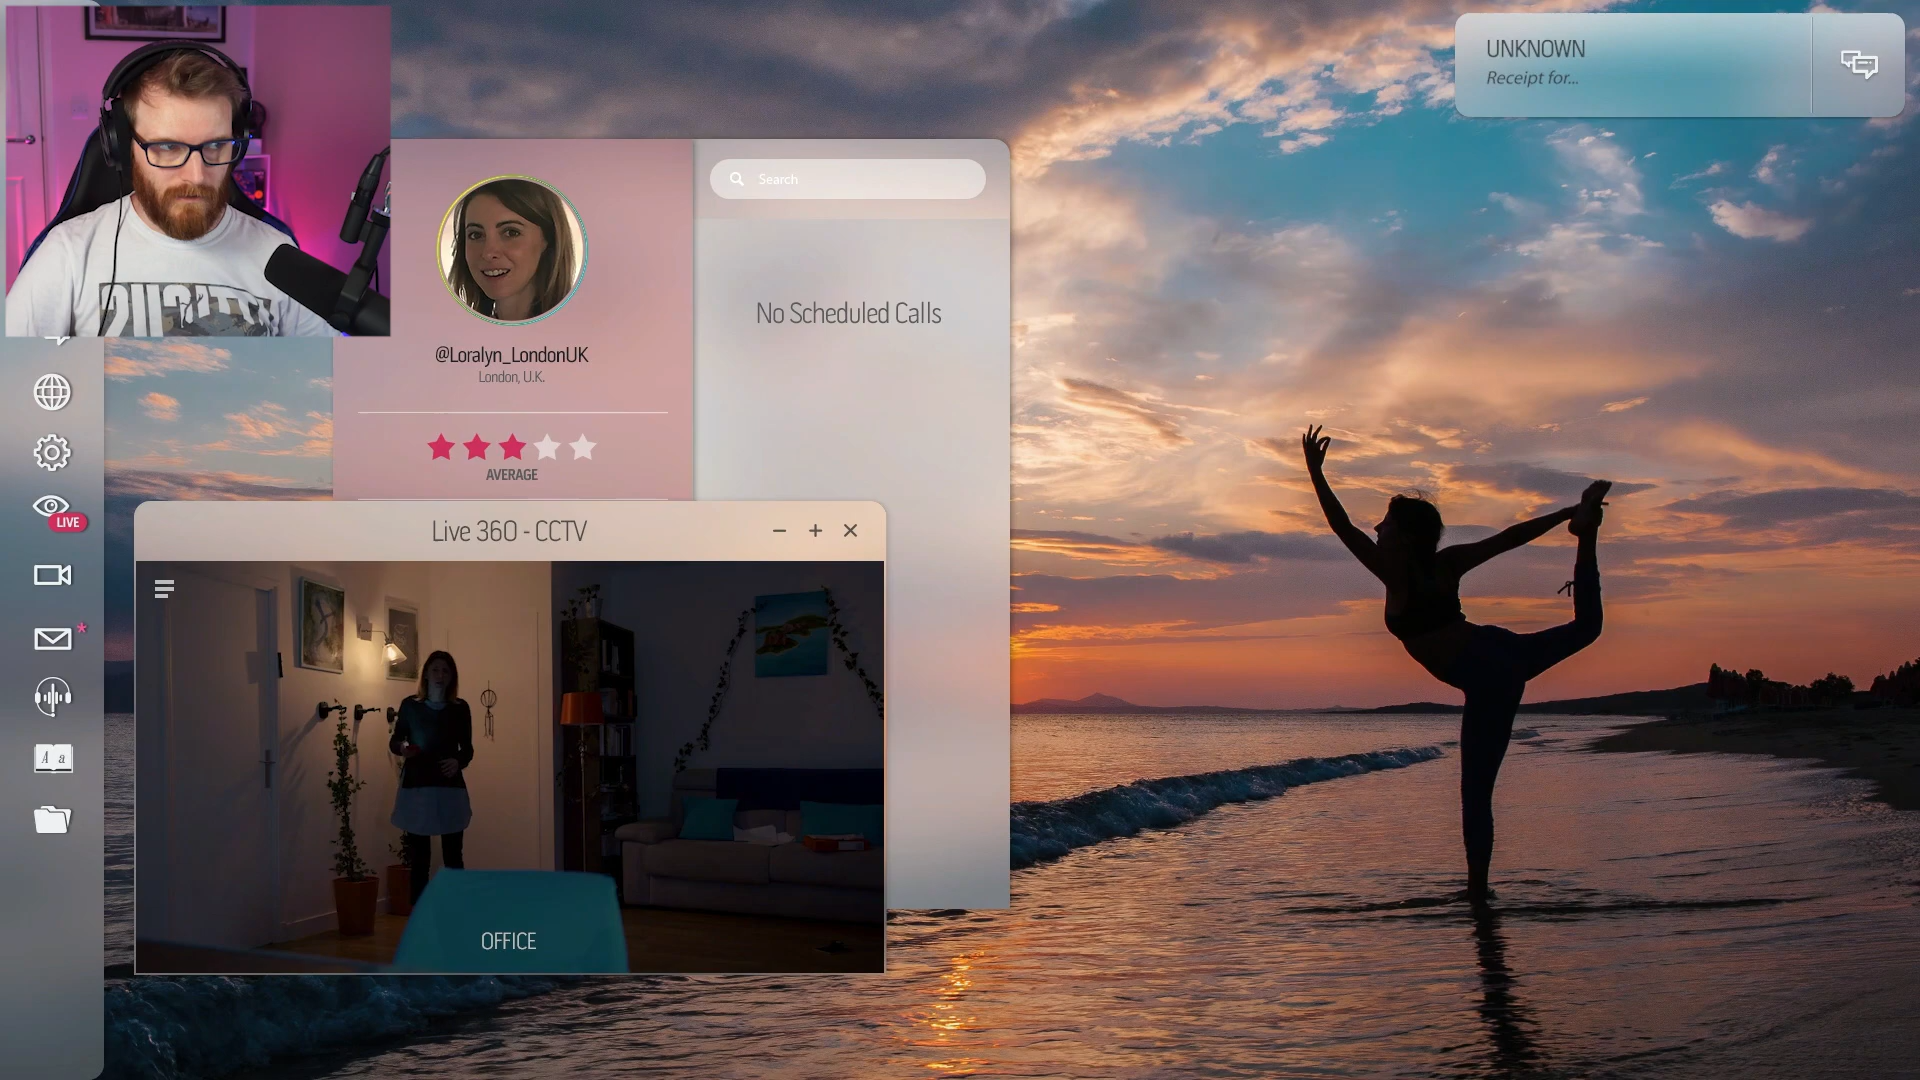 UNKNOWN
Receipt for...
Search
No Scheduled Calls
@Loralyn_LondonUK
London, U.K.
AVERAGE
LIVE
Live 360 - CCTV
OFFICE
A a